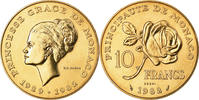 PRINCESSE GRACE DE MONACO
1929 - 1982
PRINCIPAUTE DE MONACO
10
FRANCS
1982